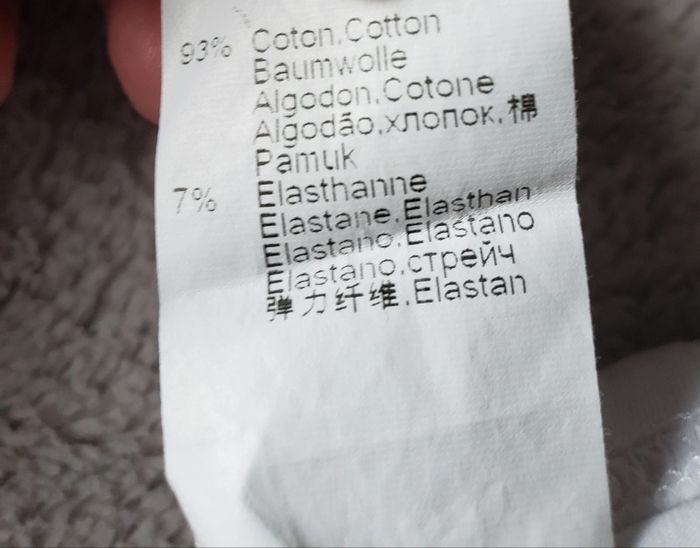 93% Coton.Cotton
Baumwolle
Algodon.Cotone
Algodão.хлопок.棉
Pamuk
7% Elasthanne
Elastane.Elasthan
Elastano.Elastano
Elastano.стрейч
弹力纤维.Elastan